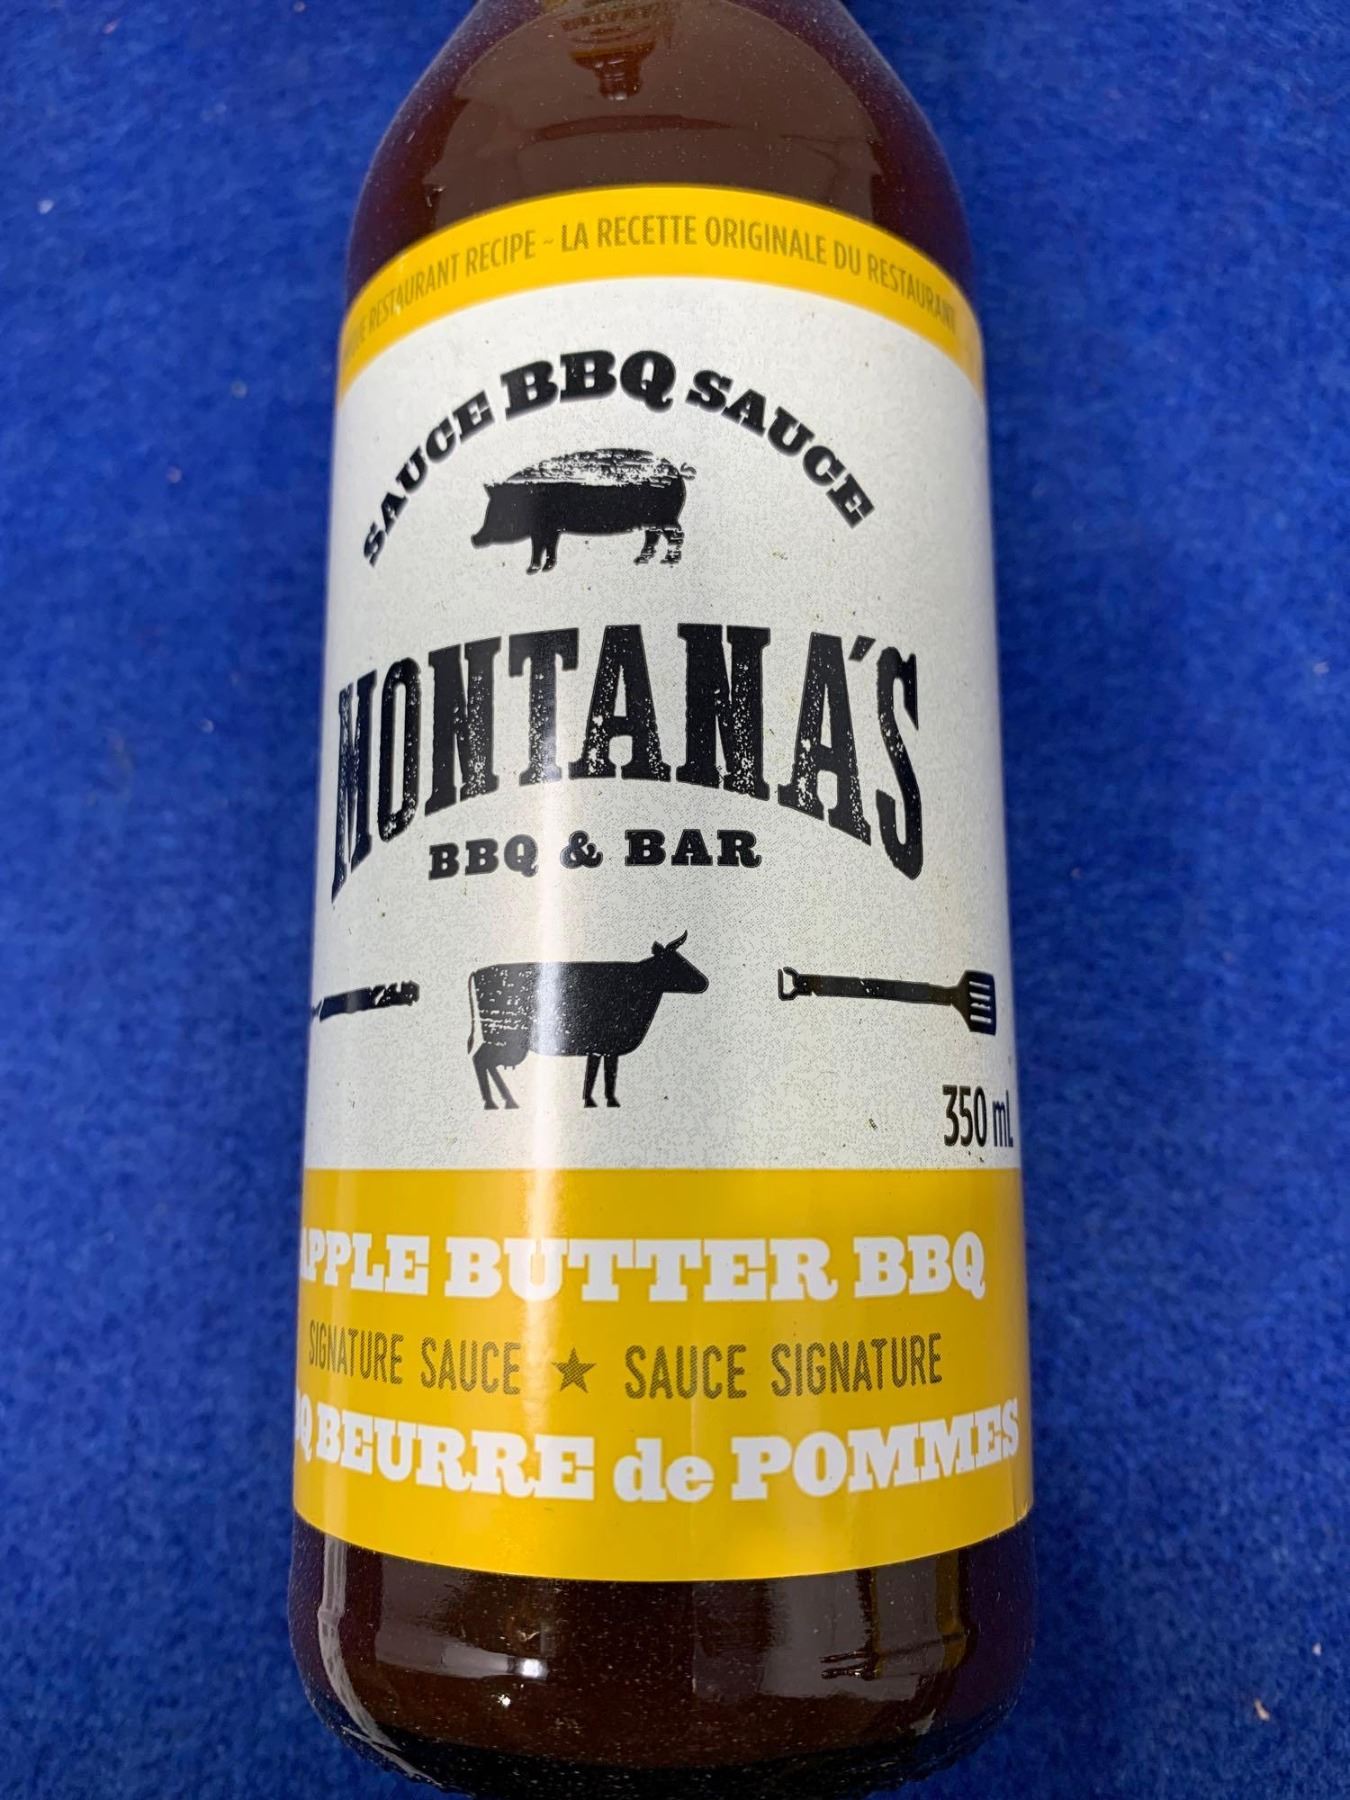 RESTAURANT RECIPE ~ LA RECETTE ORIGINALE DU RESTAURANT
SAUCE BBQ SAUCE
MONTANA'S
BBQ & BAR
350 mL
APPLE BUTTER BBQ
SIGNATURE SAUCE ★ SAUCE SIGNATURE
BBQ BEURRE de POMMES